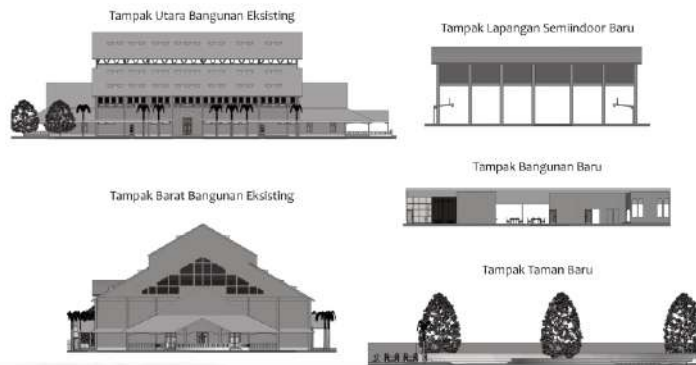 Tampak Utara Bangunan Eksisting
Tampak Lapangan Semiindoor Baru
Tampak Bangunan Baru
Tampak Barat Bangunan Eksisting
Tampak Taman Baru